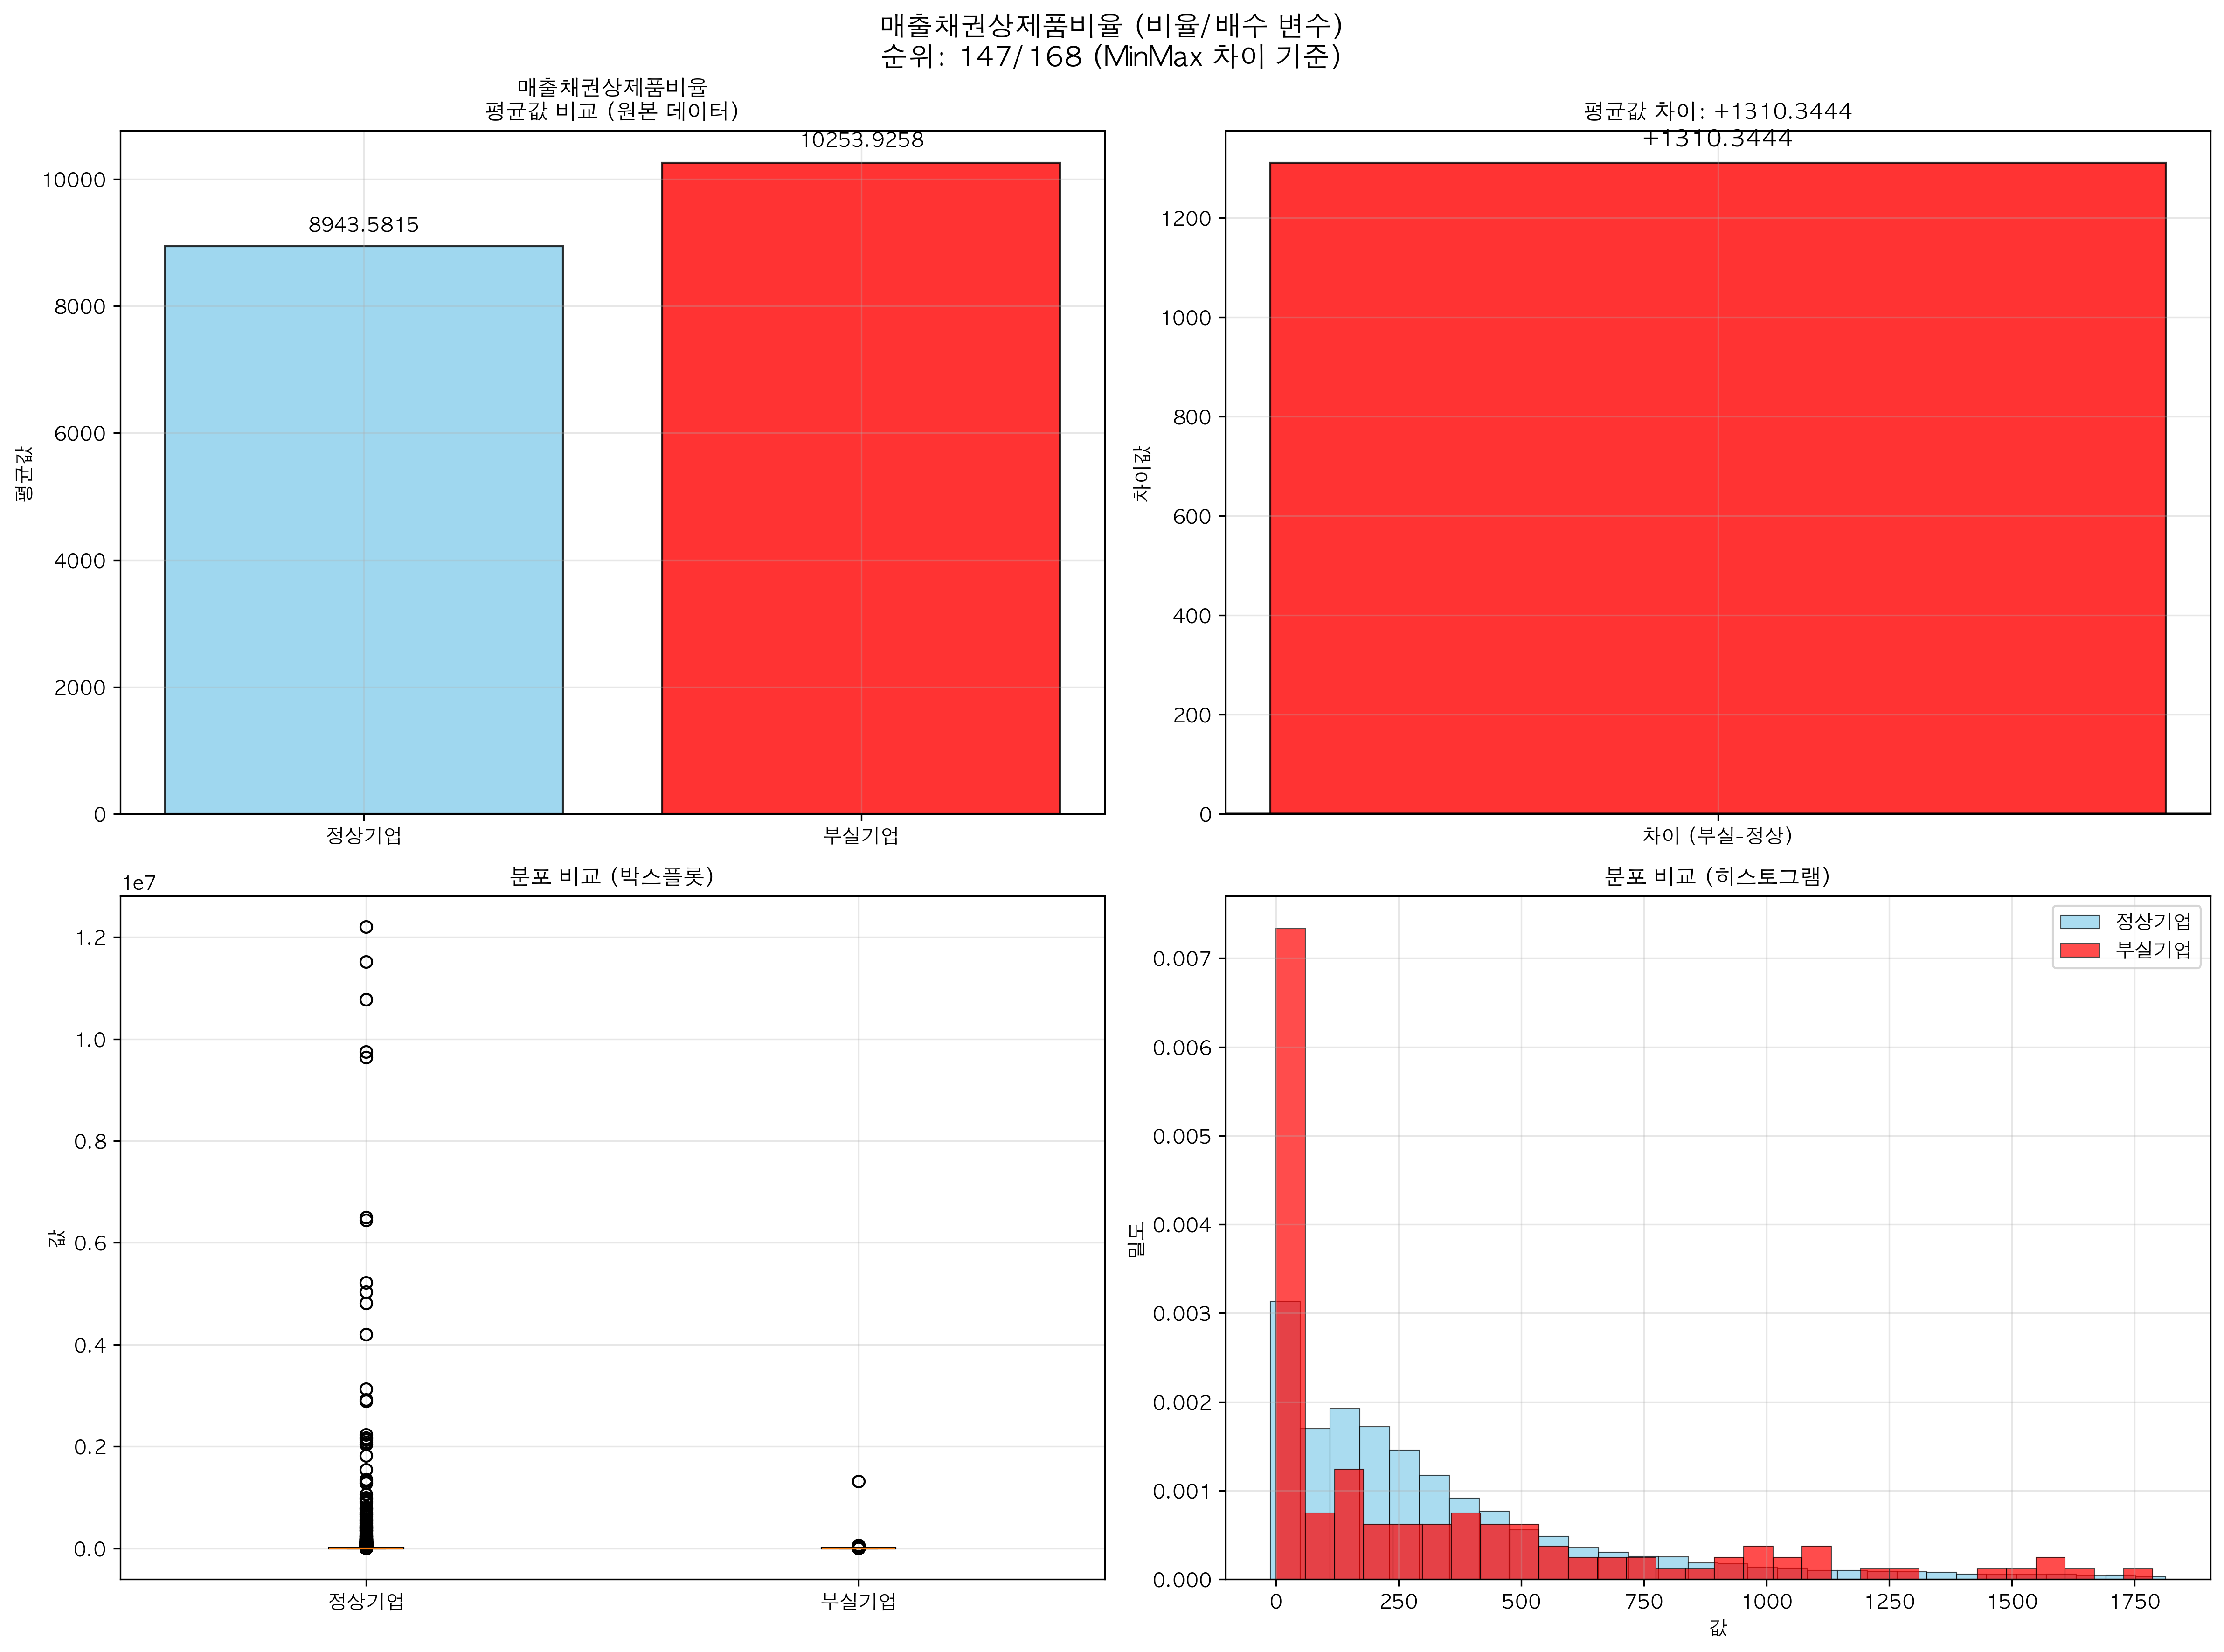 매출채권상제품비율 (비율/배수 변수)
순위: 147/168 (MinMax 차이 기준)
매출채권상제품비율
평균값 비교 (원본 데이터)
10253.9258
8943.5815
10000
8000
6000
4000
2000
0
평균값
정상기업
부실기업
평균값 차이: +1310.3444
+1310.3444
1200
1000
800
600
400
200
0
차이값
차이 (부실-정상)
분포 비교 (박스플롯)
1e7
1.2
1.0
0.8
0.6
0.4
0.2
0.0
값
정상기업
부실기업
분포 비교 (히스토그램)
정상기업
부실기업
0.007
0.006
0.005
0.004
0.003
0.002
0.001
0.000
밀도
0 250 500 750 1000 1250 1500 1750
값